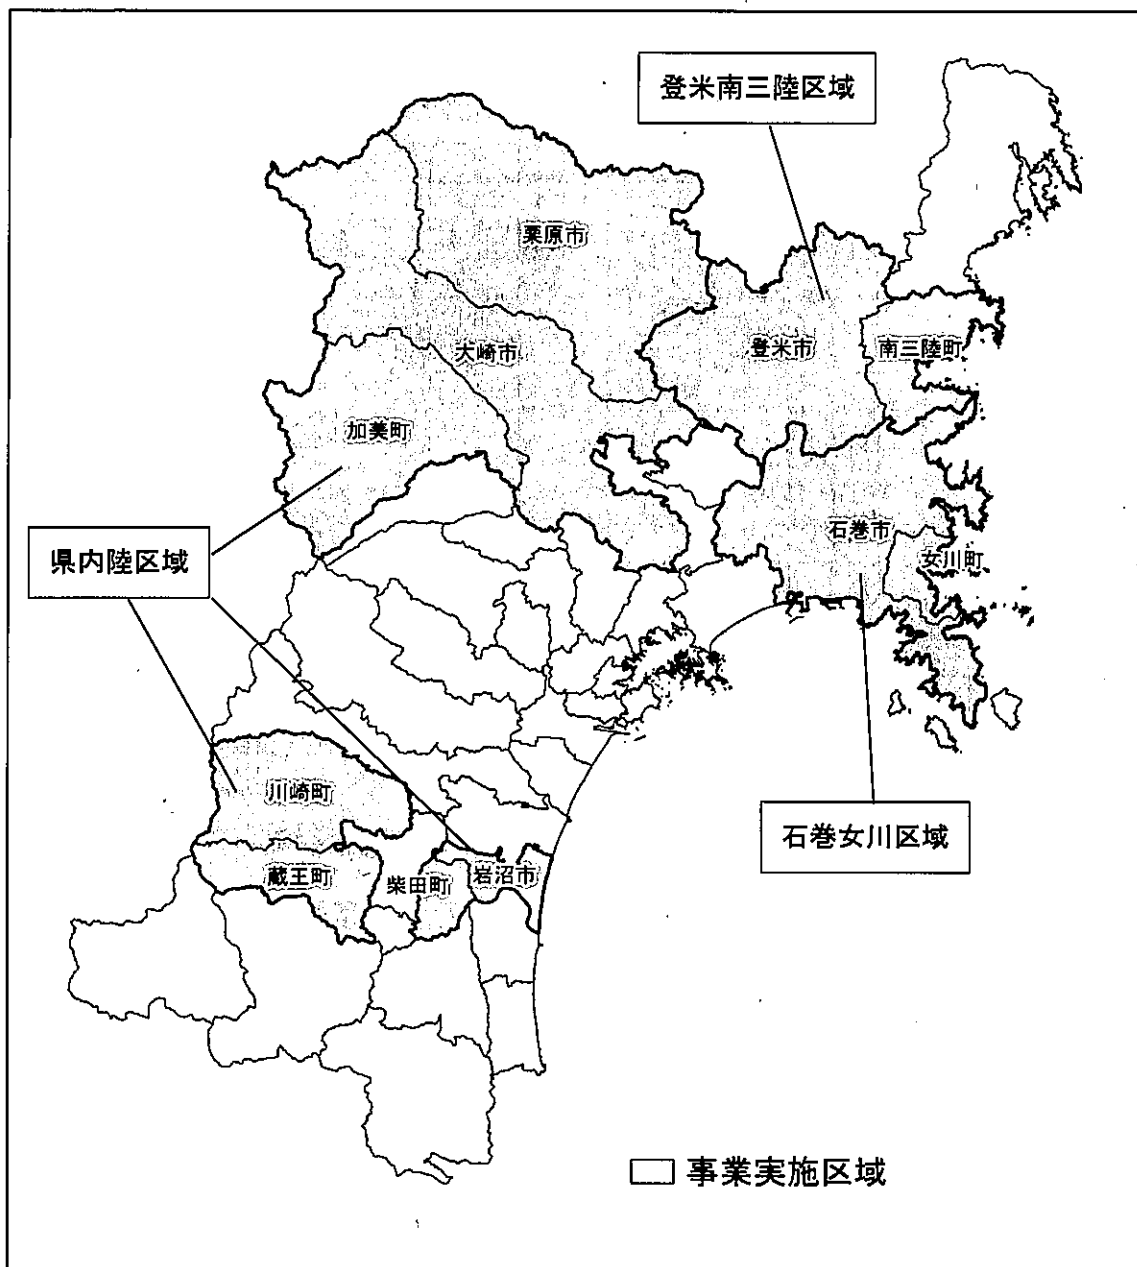 登米南三陸区域
栗原市
大崎市
登米市
南三陸町
加美町
石巻市
女川町
県内陸区域
川崎町
石巻女川区域
蔵王町
柴田町
岩沼市
事業実施区域